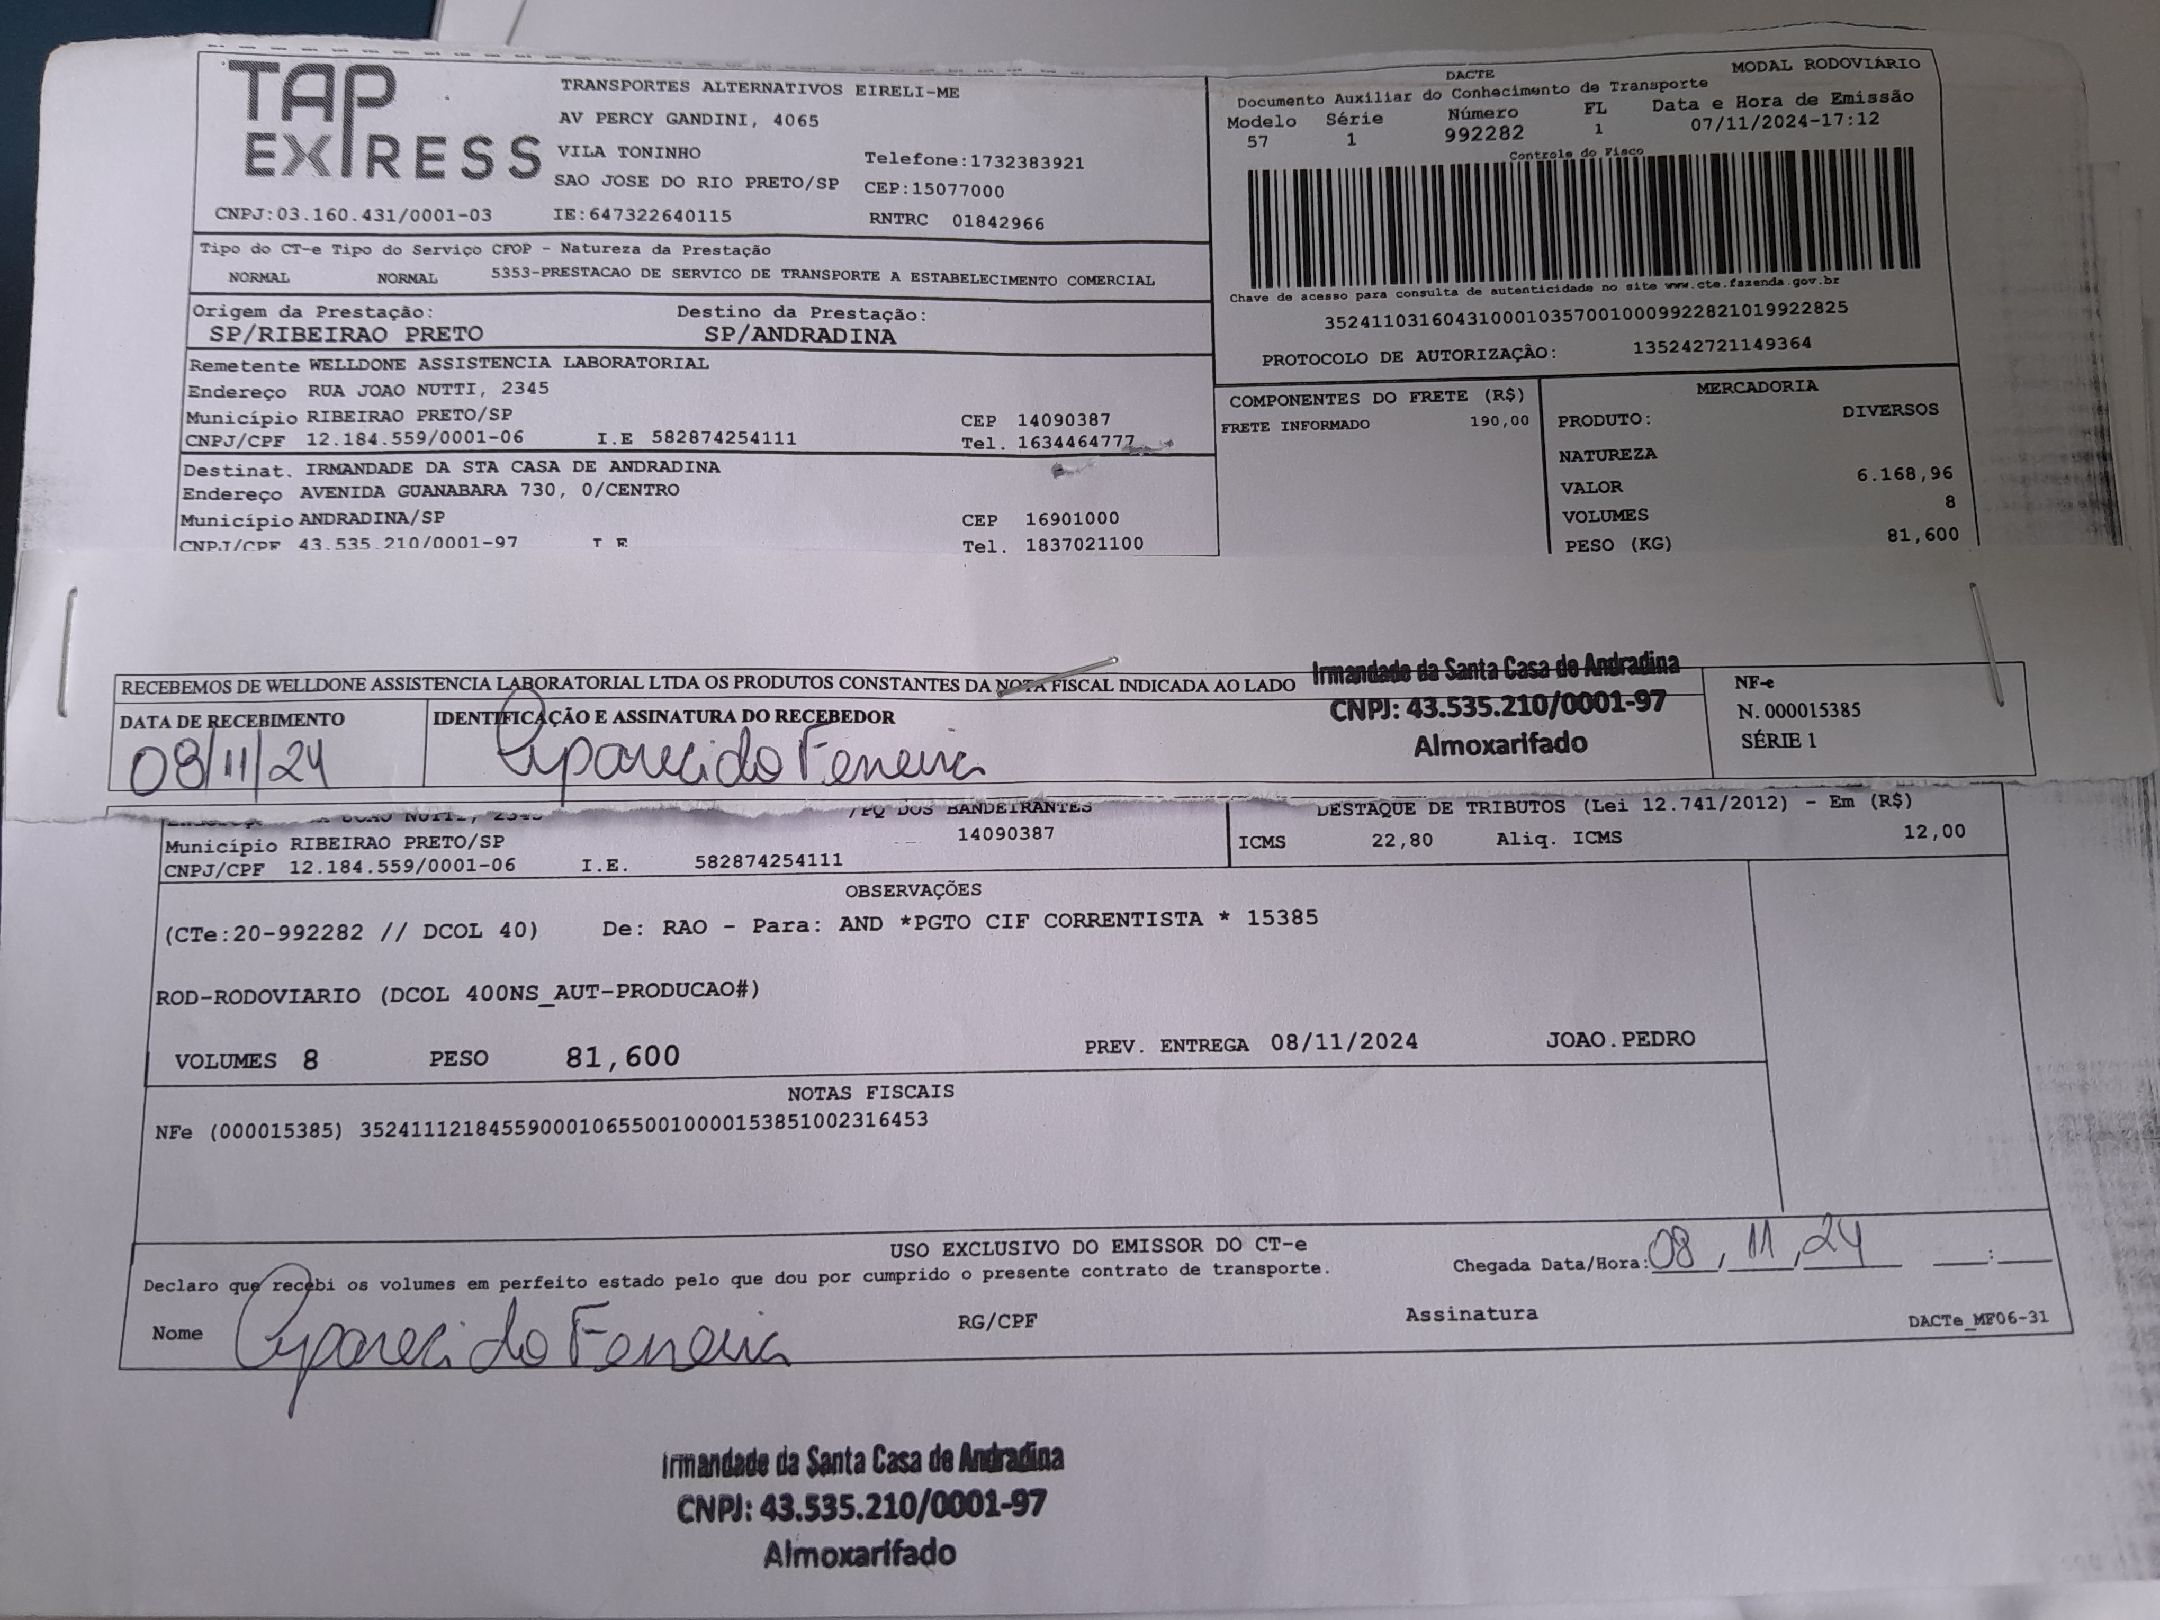 TAP EXPRESS
TRANSPORTES ALTERNATIVOS EIRELI-ME
AV PERCY GANDINI, 4065
VILA TONINHO Telefone:1732383921
SAO JOSE DO RIO PRETO/SP CEP:15077000
CNPJ:03.160.431/0001-03 IE:647322640115 RNTRC 01842966
DACTE MODAL RODOVIÁRIO
Documento Auxiliar do Conhecimento de Transporte
Modelo Série Número FL Data e Hora de Emissão
57 1 992282 1 07/11/2024-17:12
Controle do Fisco
Chave de acesso para consulta de autenticidade no site www.cte.fazenda.gov.br
35241103160431000103570010009922821019922825
PROTOCOLO DE AUTORIZAÇÃO: 135242721149364
Tipo do CT-e Tipo do Serviço CFOP - Natureza da Prestação
NORMAL NORMAL 5353-PRESTACAO DE SERVICO DE TRANSPORTE A ESTABELECIMENTO COMERCIAL
Origem da Prestação: Destino da Prestação:
SP/RIBEIRAO PRETO SP/ANDRADINA
Remetente WELLDONE ASSISTENCIA LABORATORIAL
Endereço RUA JOAO NUTTI, 2345
Município RIBEIRAO PRETO/SP CEP 14090387
CNPJ/CPF 12.184.559/0001-06 I.E 582874254111 Tel. 1634464777
Destinat. IRMANDADE DA STA CASA DE ANDRADINA
Endereço AVENIDA GUANABARA 730, 0/CENTRO
Município ANDRADINA/SP CEP 16901000
CNPJ/CPF 43.535.210/0001-97 I E Tel. 1837021100
COMPONENTES DO FRETE (R$)
FRETE INFORMADO 190,00
MERCADORIA
PRODUTO: DIVERSOS
NATUREZA
VALOR 6.168,96
VOLUMES 8
PESO (KG) 81,600
RECEBEMOS DE WELLDONE ASSISTENCIA LABORATORIAL LTDA OS PRODUTOS CONSTANTES DA NOTA FISCAL INDICADA AO LADO
DATA DE RECEBIMENTO IDENTIFICAÇÃO E ASSINATURA DO RECEBEDOR
08/11/24 Aparecido Ferreira
Irmandade da Santa Casa de Andradina
CNPJ: 43.535.210/0001-97
Almoxarifado
NF-e
N. 000015385
SÉRIE 1
JOAO NUTTI, 2345 /PQ DOS BANDEIRANTES
Município RIBEIRAO PRETO/SP 14090387
CNPJ/CPF 12.184.559/0001-06 I.E. 582874254111
DESTAQUE DE TRIBUTOS (Lei 12.741/2012) - Em (R$)
ICMS 22,80 Aliq. ICMS 12,00
OBSERVAÇÕES
(CTe:20-992282 // DCOL 40) De: RAO - Para: AND *PGTO CIF CORRENTISTA * 15385
ROD-RODOVIARIO (DCOL 400NS_AUT-PRODUCAO#)
VOLUMES 8 PESO 81,600 PREV. ENTREGA 08/11/2024 JOAO.PEDRO
NOTAS FISCAIS
NFe (000015385) 35241112184559000106550010000153851002316453
USO EXCLUSIVO DO EMISSOR DO CT-e
Declaro que recebi os volumes em perfeito estado pelo que dou por cumprido o presente contrato de transporte. Chegada Data/Hora: 08, 11, 24 :
Nome Aparecido Ferreira RG/CPF Assinatura DACTe_MF06-31
Irmandade da Santa Casa de Andradina
CNPJ: 43.535.210/0001-97
Almoxarifado